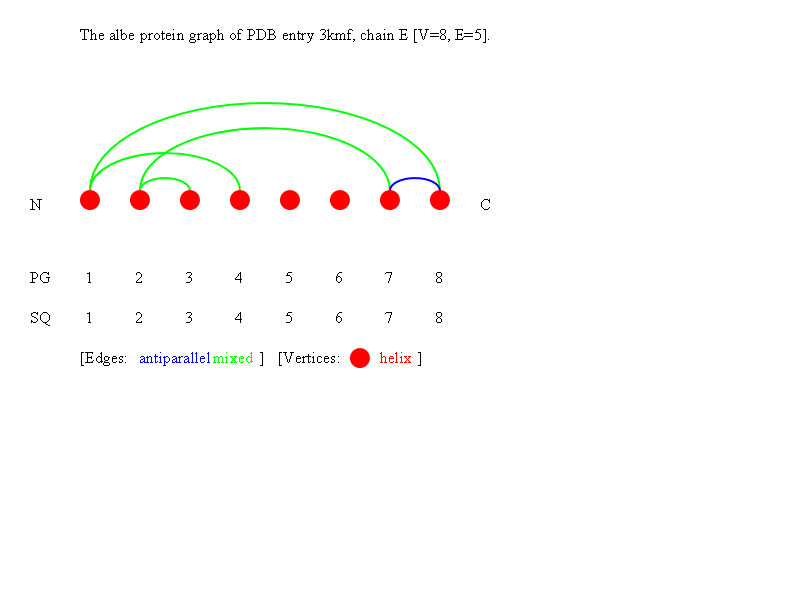 The albe protein graph of PDB entry 3kmf, chain E [V=8, E=5].
N C
PG 1 2 3 4 5 6 7 8
SQ 1 2 3 4 5 6 7 8
[Edges: antiparallel mixed ] [Vertices: helix ]